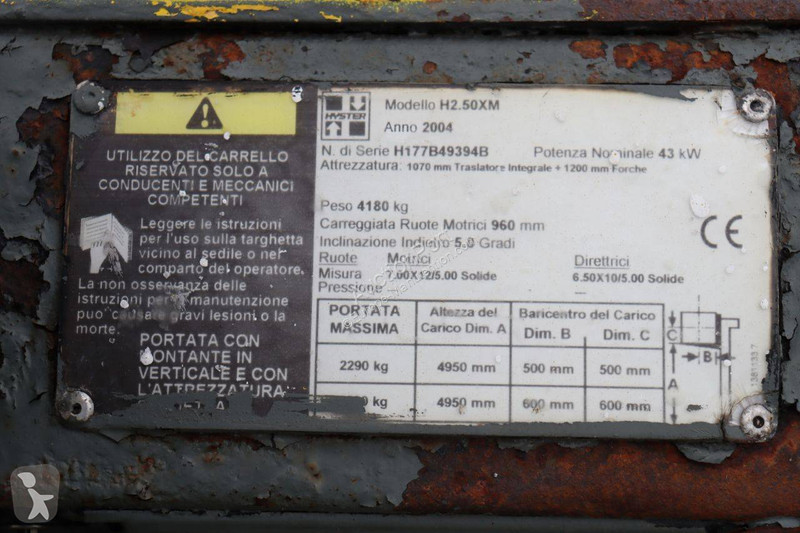 UTILIZZO DEL CARRELLO
RISERVATO SOLO A
CONDUCENTI E MECCANICI
COMPETENTI
Leggere le istruzioni
per l'uso sulla targhetta
vicino al sedile o nel
comparto dell'operatore.
La non osservanza delle
istruzioni per la manutenzione
puo' causare gravi lesioni o la
morte.
PORTATA CON
MONTANTE IN
VERTICALE E CON
L'ATTREZZATURA
HYSTER
Modello H2.50XM
Anno 2004
N. di Serie H177B49394B Potenza Nominale 43 kW
Attrezzatura: 1070 mm Traslatore Integrale + 1200 mm Forche
Peso 4180 kg
Carreggiata Ruote Motrici 960 mm
Inclinazione Indietro 5.0 Gradi
Ruote Motrici Direttrici
Misura 7.00X12/5.00 Solide 6.50X10/5.00 Solide
Pressione
CE
PORTATA MASSIMA Altezza del Carico Dim. A Baricentro del Carico
Dim. B Dim. C
2290 kg 4950 mm 500 mm 500 mm
kg 4950 mm 600 mm 600 mm
C
B
A